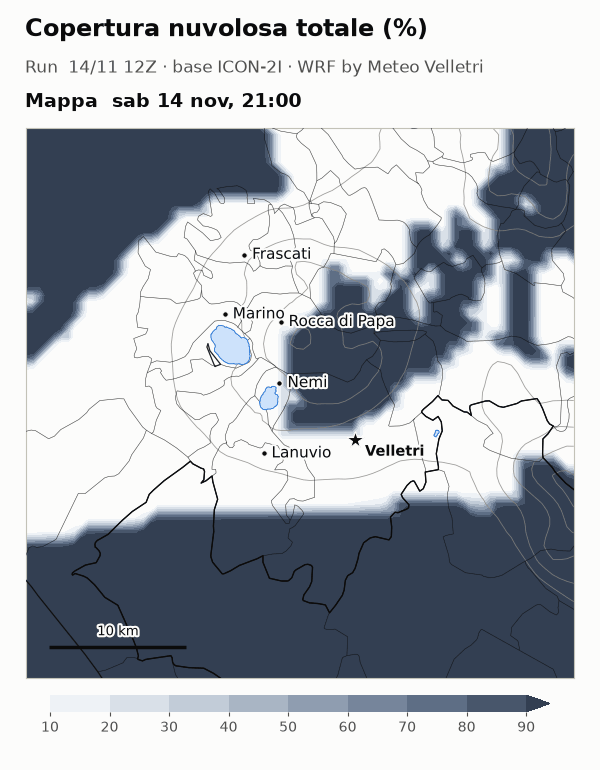 Copertura nuvolosa totale (%)
Run  14/11 12Z · base ICON-2I · WRF by Meteo Velletri
Mappa  sab 14 nov, 21:00
Frascati
Marino
Rocca di Papa
Nemi
Velletri
Lanuvio
10 km
10 20 30 40 50 60 70 80 90